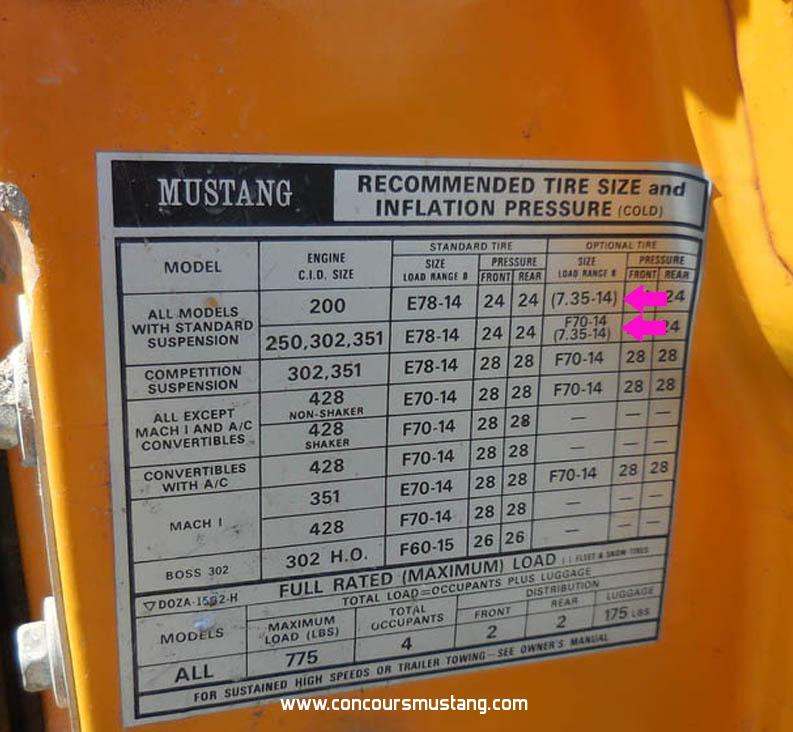 MUSTANG
RECOMMENDED TIRE SIZE and
INFLATION PRESSURE (COLD)
MODEL
ENGINE
C.I.D. SIZE
STANDARD TIRE
OPTIONAL TIRE
SIZE
LOAD RANGE B
PRESSURE
FRONT REAR
SIZE
LOAD RANGE B
PRESSURE
FRONT REAR
ALL MODELS
WITH STANDARD
SUSPENSION
200 E78-14 24 24 (7.35-14) 24
250,302,351 E78-14 24 24 F70-14
(7.35-14) 24
COMPETITION
SUSPENSION
302,351 E78-14 28 28 F70-14 28 28
ALL EXCEPT
MACH I AND A/C
CONVERTIBLES
428
NON-SHAKER
E70-14 28 28 F70-14 28 28
428
SHAKER
F70-14 28 28 — — —
CONVERTIBLES
WITH A/C
428 F70-14 28 28 — — —
MACH I
351 E70-14 28 28 F70-14 28 28
428 F70-14 28 28 — — —
BOSS 302 302 H.O. F60-15 26 26 — — —
▽DOZA-1532-H FULL RATED (MAXIMUM) LOAD ( ) FLEET & SNOW TIRES
TOTAL LOAD=OCCUPANTS PLUS LUGGAGE
MODELS
MAXIMUM
LOAD (LBS)
TOTAL
OCCUPANTS
DISTRIBUTION
FRONT REAR LUGGAGE
ALL 775 4 2 2 175 LBS
FOR SUSTAINED HIGH SPEEDS OR TRAILER TOWING—SEE OWNER'S MANUAL
www.concoursmustang.com